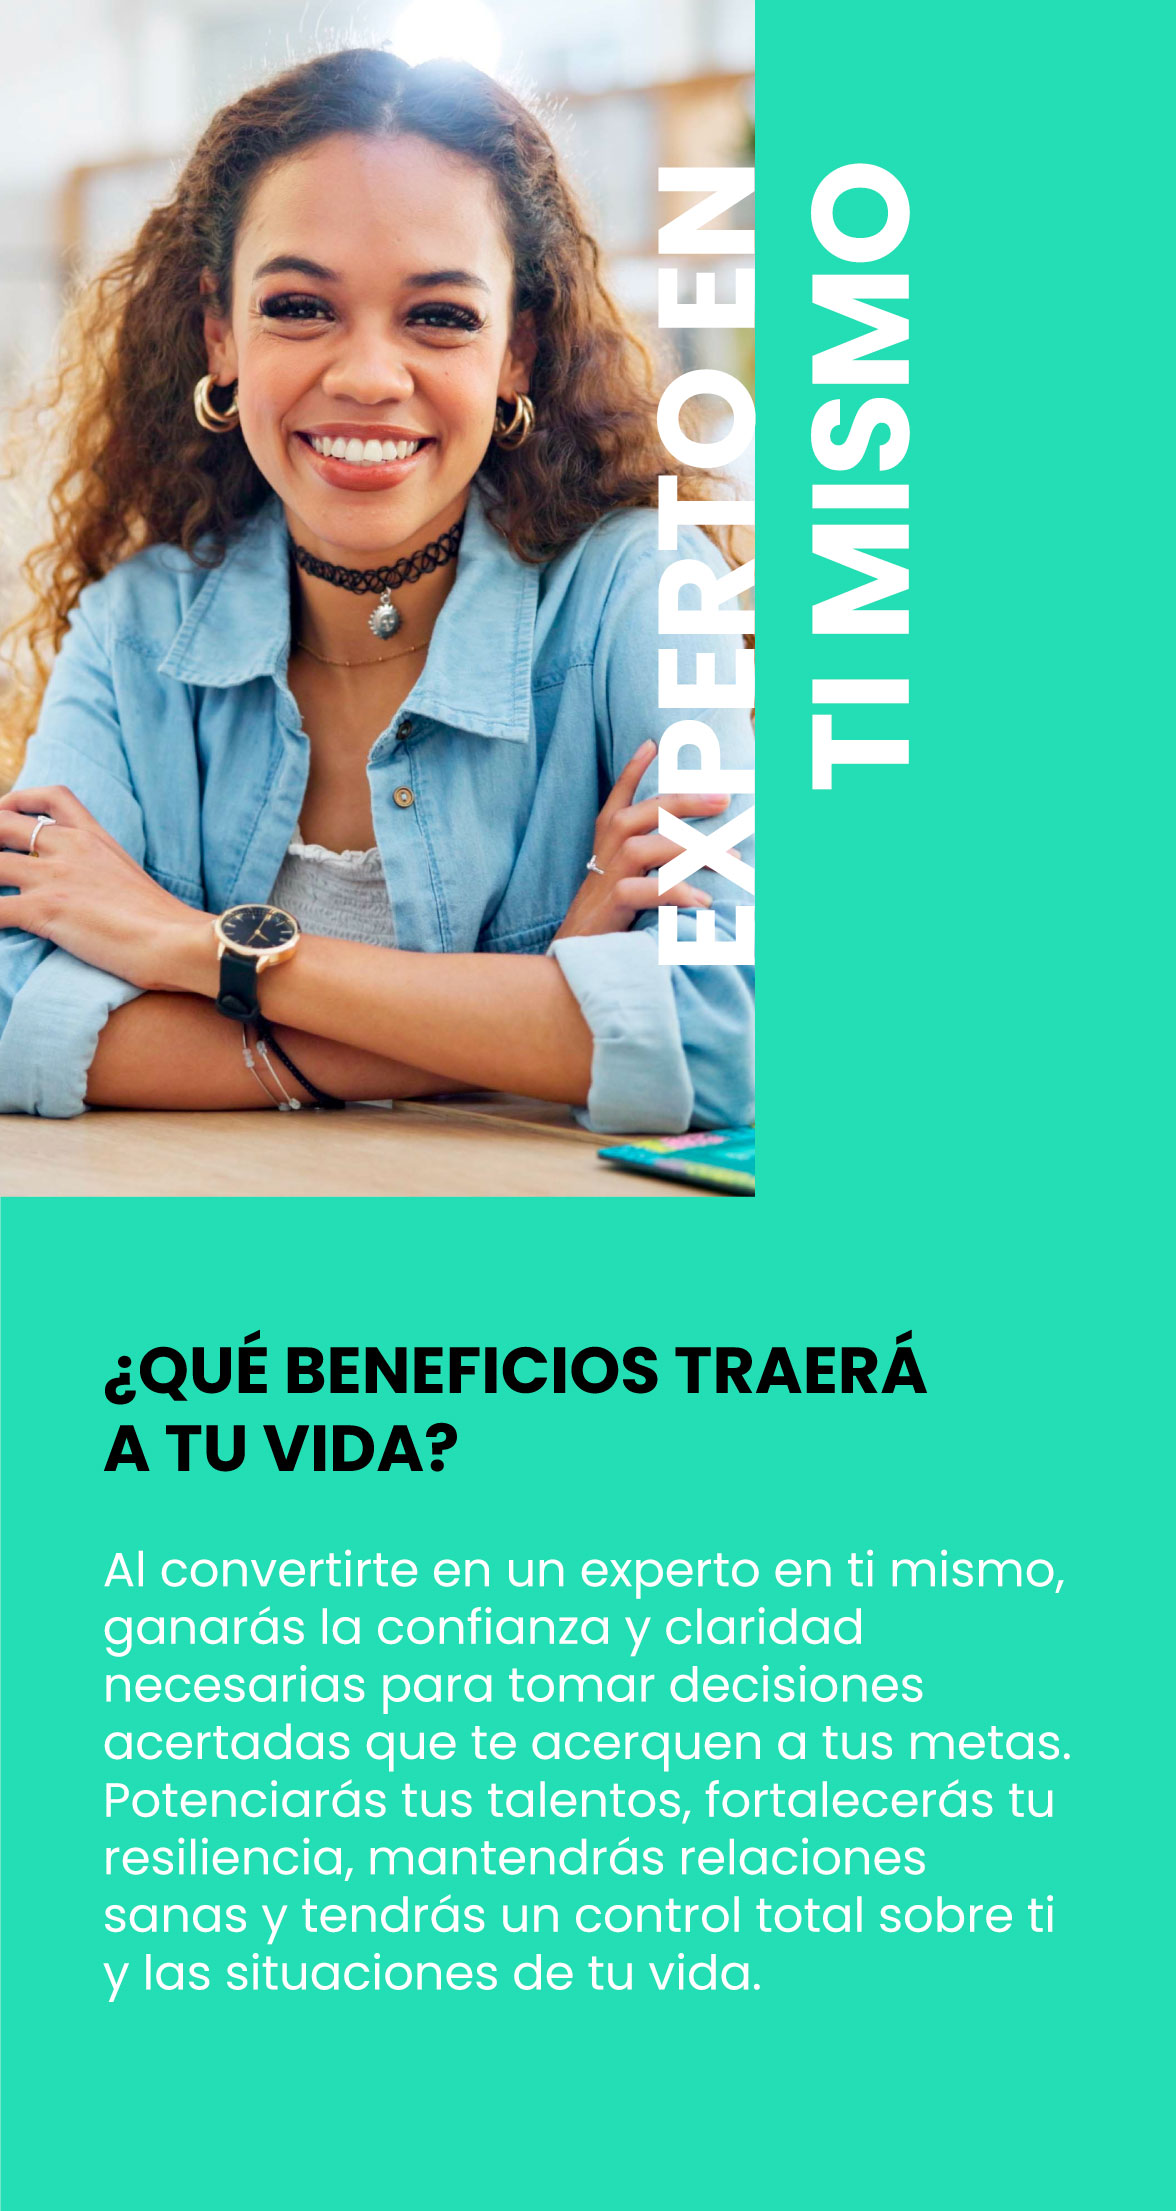 EXPERTO EN
TI MISMO
¿QUÉ BENEFICIOS TRAERÁ
A TU VIDA?
Al convertirte en un experto en ti mismo,
ganarás la confianza y claridad
necesarias para tomar decisiones
acertadas que te acerquen a tus metas.
Potenciarás tus talentos, fortalecerás tu
resiliencia, mantendrás relaciones
sanas y tendrás un control total sobre ti
y las situaciones de tu vida.